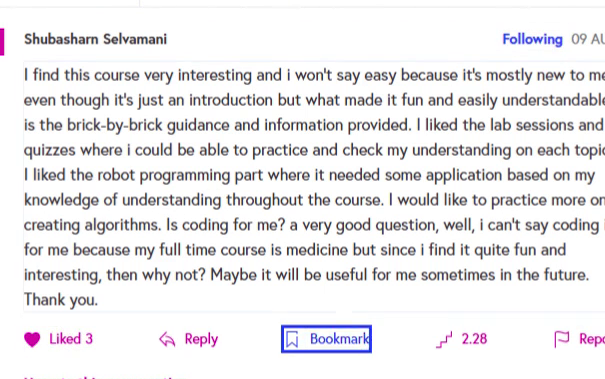 Shubasharn Selvamani
Following 09 AU
I find this course very interesting and i won't say easy because it's mostly new to me
even though it's just an introduction but what made it fun and easily understandable
is the brick-by-brick guidance and information provided. I liked the lab sessions and
quizzes where i could be able to practice and check my understanding on each topic
I liked the robot programming part where it needed some application based on my
knowledge of understanding throughout the course. I would like to practice more on
creating algorithms. Is coding for me? a very good question, well, i can't say coding
for me because my full time course is medicine but since i find it quite fun and
interesting, then why not? Maybe it will be useful for me sometimes in the future.
Thank you.
Liked 3 Reply Bookmark 2.28 Repo